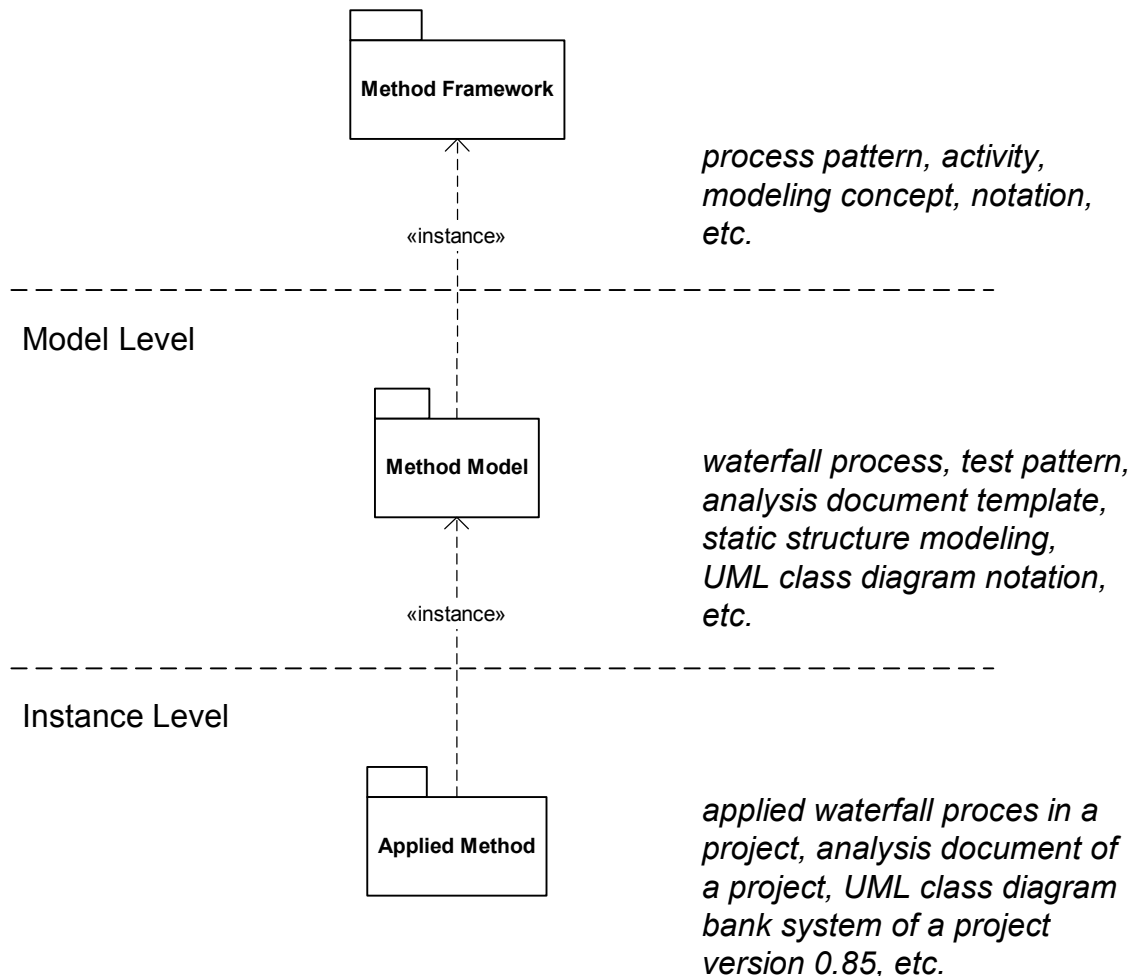 Method Framework
process pattern, activity,
modeling concept, notation,
etc.
«instance»
Model Level
Method Model
waterfall process, test pattern,
analysis document template,
static structure modeling,
UML class diagram notation,
etc.
«instance»
Instance Level
Applied Method
applied waterfall proces in a
project, analysis document of
a project, UML class diagram
bank system of a project
version 0.85, etc.